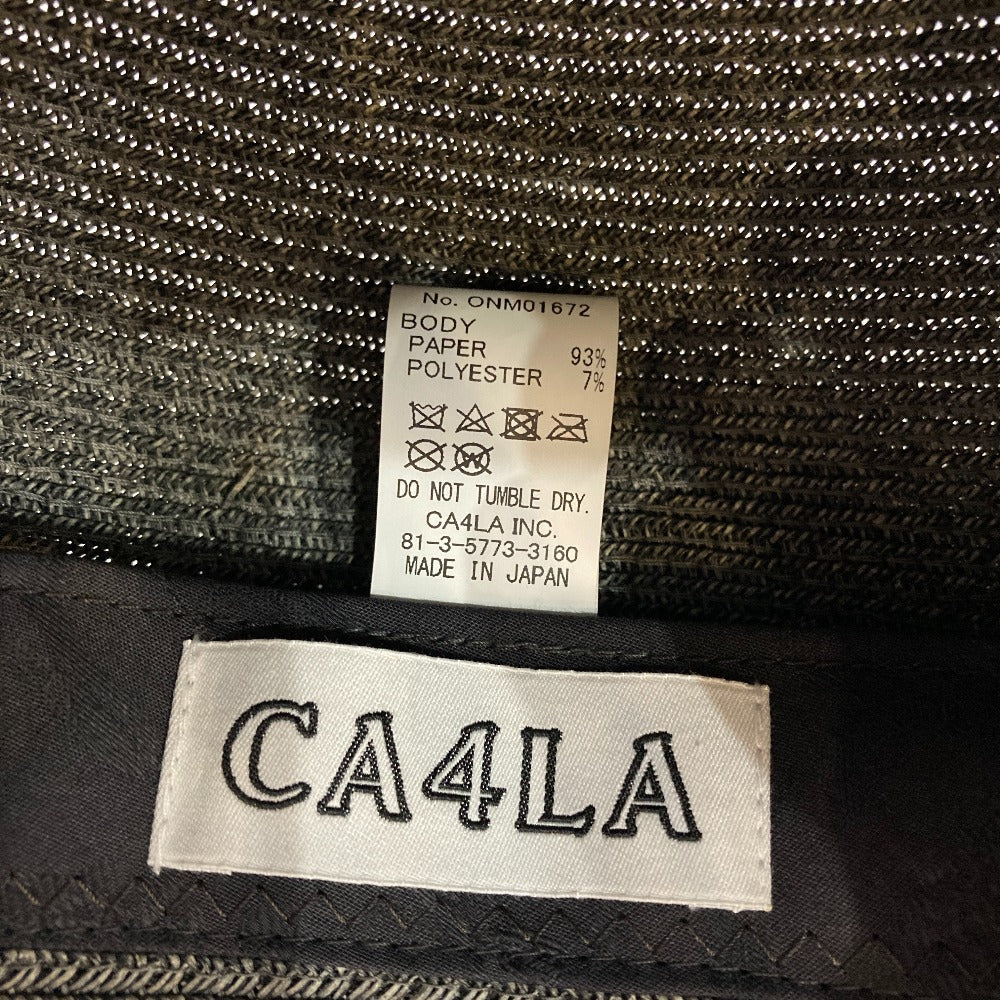 No. ONM01672
BODY
PAPER 93%
POLYESTER 7%
W
DO NOT TUMBLE DRY.
CA4LA INC.
81-3-5773-3160
MADE IN JAPAN
CA4LA